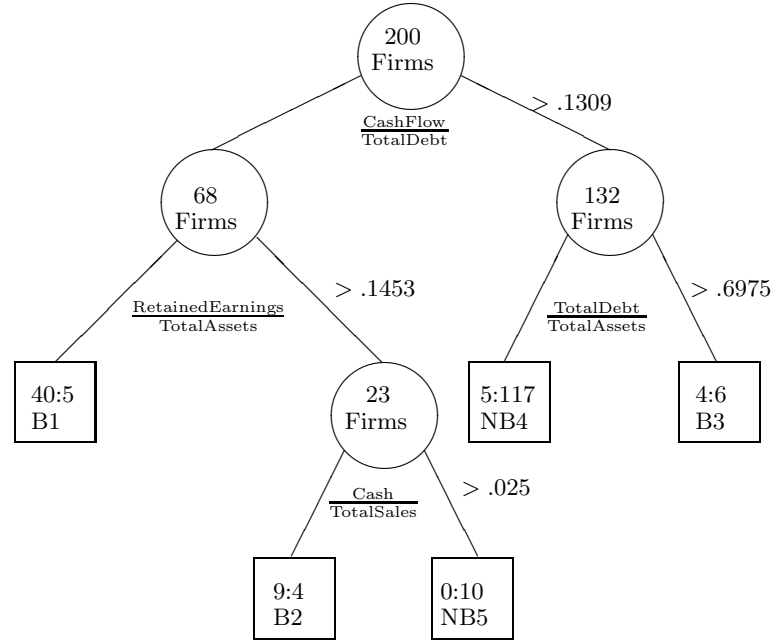 200
Firms
> .1309
CashFlow
TotalDebt
68
Firms
132
Firms
> .1453
> .6975
RetainedEarnings
TotalAssets
TotalDebt
TotalAssets
40:5
B1
23
Firms
5:117
NB4
4:6
B3
> .025
Cash
TotalSales
9:4
B2
0:10
NB5